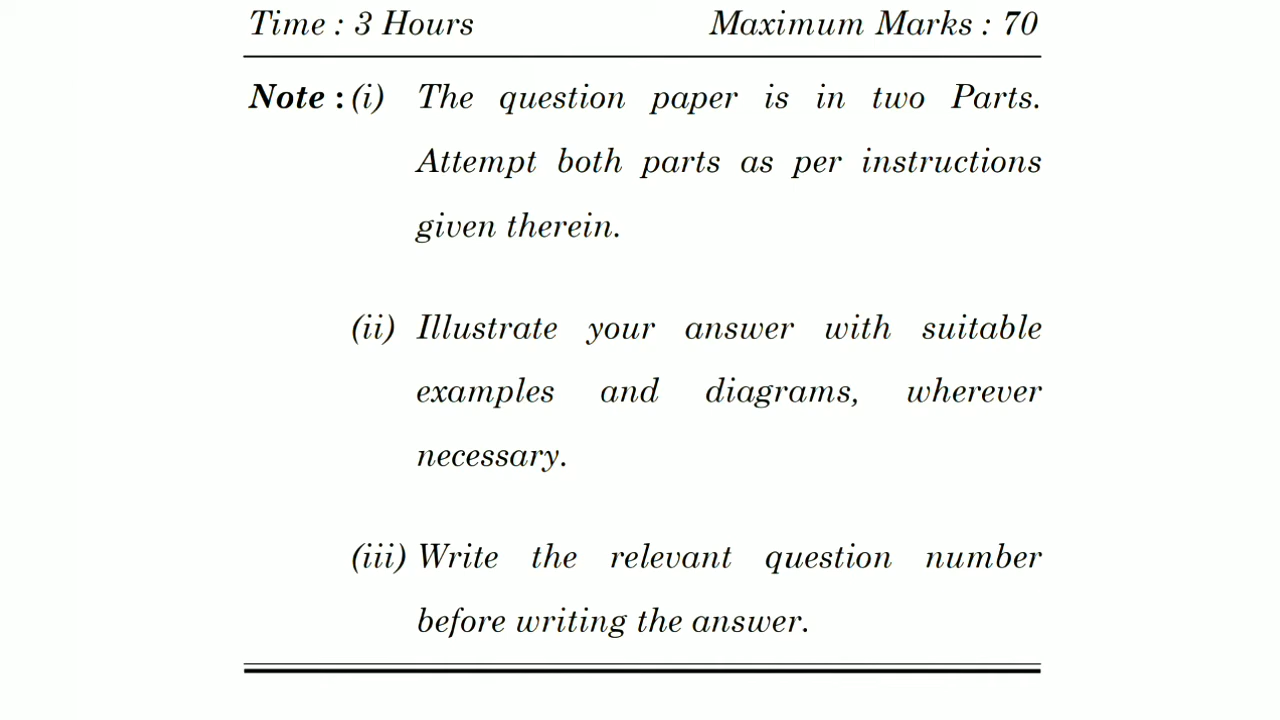 Time : 3 Hours Maximum Marks : 70
Note : (i) The question paper is in two Parts.
Attempt both parts as per instructions
given therein.
(ii) Illustrate your answer with suitable
examples and diagrams, wherever
necessary.
(iii) Write the relevant question number
before writing the answer.